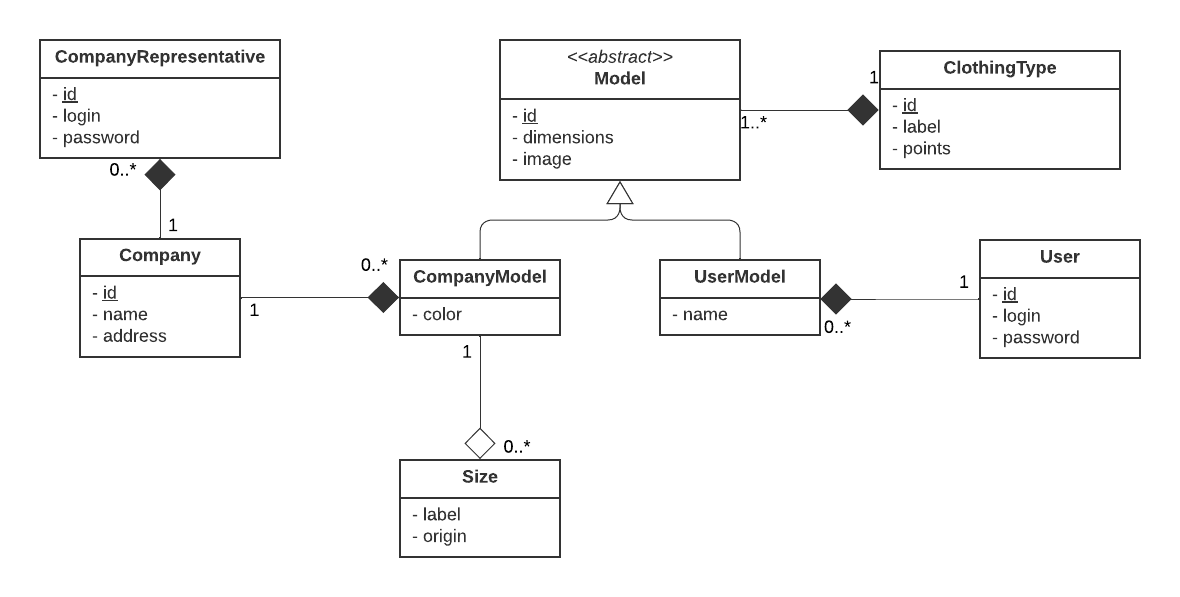 CompanyRepresentative
- id
- login
- password
0..*
1
Company
- id
- name
- address
1
0..*
<<abstract>>
Model
- id
- dimensions
- image
1..*
1
ClothingType
- id
- label
- points
CompanyModel
- color
1
0..*
Size
- label
- origin
UserModel
- name
0..*
1
User
- id
- login
- password